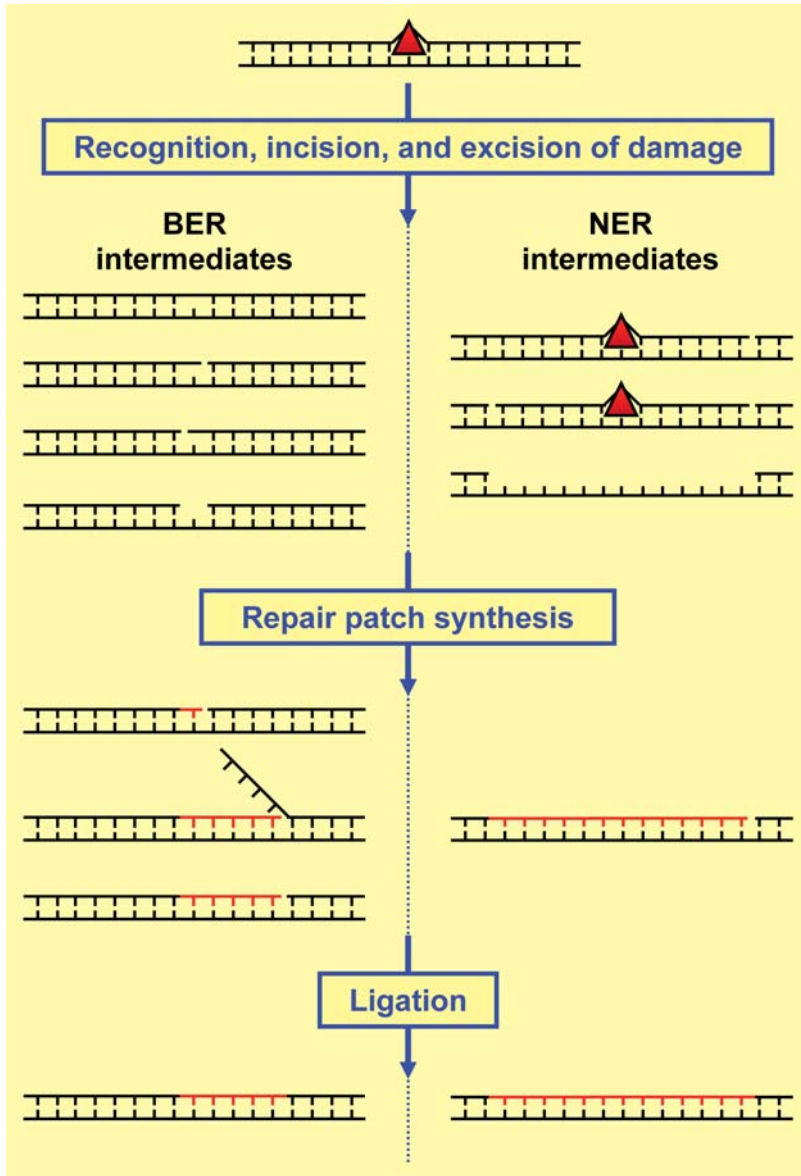 Recognition, incision, and excision of damage
BER
intermediates
NER
intermediates
Repair patch synthesis
Ligation